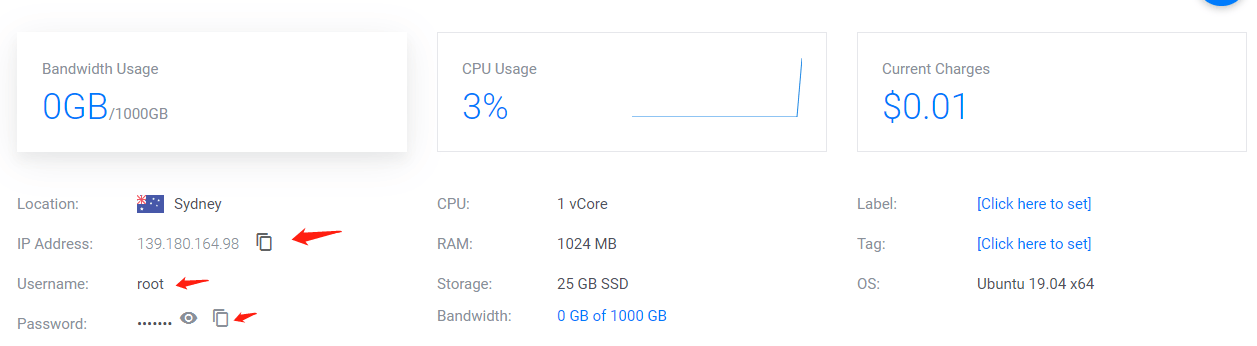 Bandwidth Usage
0GB/1000GB
CPU Usage
3%
Current Charges
$0.01
Location: Sydney
IP Address: 139.180.164.98
Username: root
Password: •••••••
CPU: 1 vCore
RAM: 1024 MB
Storage: 25 GB SSD
Bandwidth: 0 GB of 1000 GB
Label: [Click here to set]
Tag: [Click here to set]
OS: Ubuntu 19.04 x64